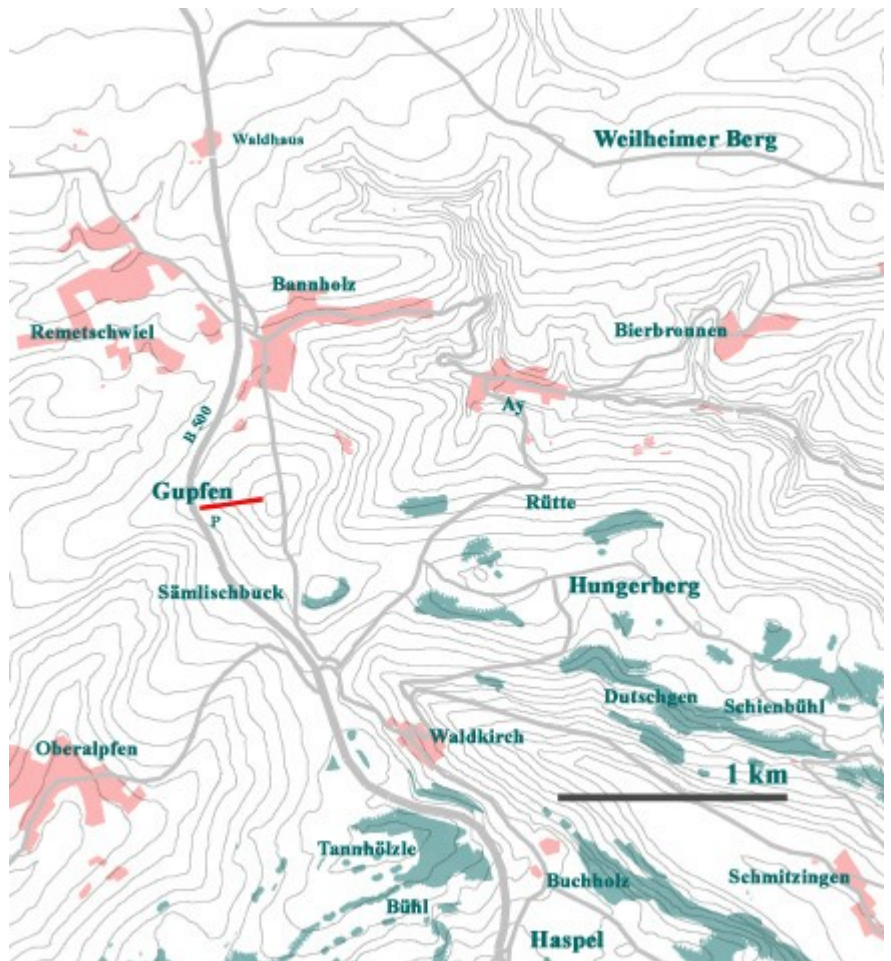 Waldhaus
Weilheimer Berg
Bannholz
Remetschwiel
Bierbronnen
Ay
B 500
Gupfen
P
Rütte
Sämlischbuck
Hungerberg
Dutschgen
Schienbühl
Oberalpfen
Waldkirch
1 km
Tannhölzle
Buchholz
Schmitzingen
Bühl
Haspel